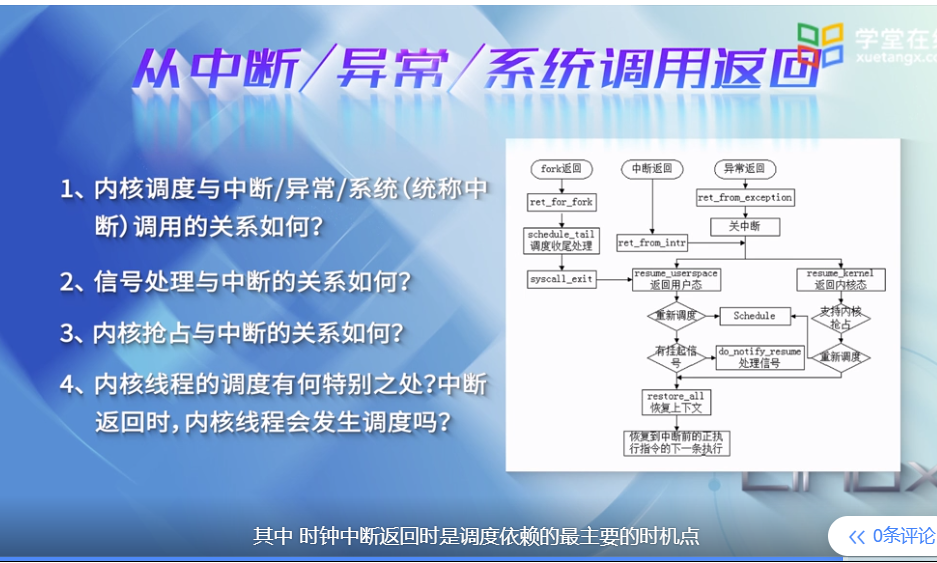 从中断/异常/系统调用返回
学堂在
xuetangx.co
1、内核调度与中断/异常/系统(统称中
断)调用的关系如何?
2、信号处理与中断的关系如何?
3、内核抢占与中断的关系如何?
4、内核线程的调度有何特别之处?中断
返回时,内核线程会发生调度吗?
fork返回
中断返回
异常返回
ret_for_fork
ret_from_exception
关中断
schedule_tail
调度收尾处理
ret_from_intr
syscall_exit
resume_userspace
返回用户态
resume_kernel
返回内核态
重新调度
Schedule
支持内核
抢占
有挂起信
号
do_notify_resume
处理信号
重新调度
restore_all
恢复上下文
恢复到中断前的正执
行指令的下一条执行
其中 时钟中断返回时是调度依赖的最主要的时机点
0条评论